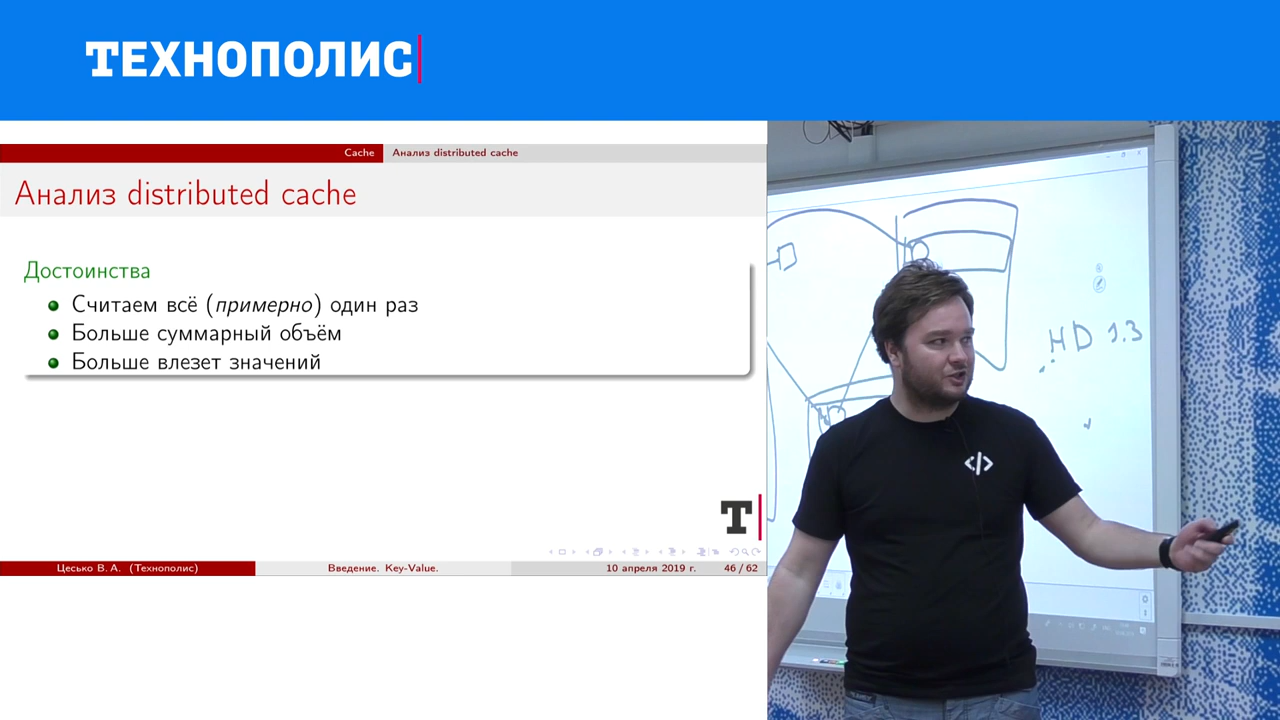 ТЕХНОПОЛИС
Cache Анализ distributed cache
Анализ distributed cache
Достоинства
Считаем всё (примерно) один раз
Больше суммарный объём
Больше влезет значений
T
Цесько В. А. (Технополис) Введение. Key-Value. 10 апреля 2019 г. 46 / 62
HD 1.3
</>